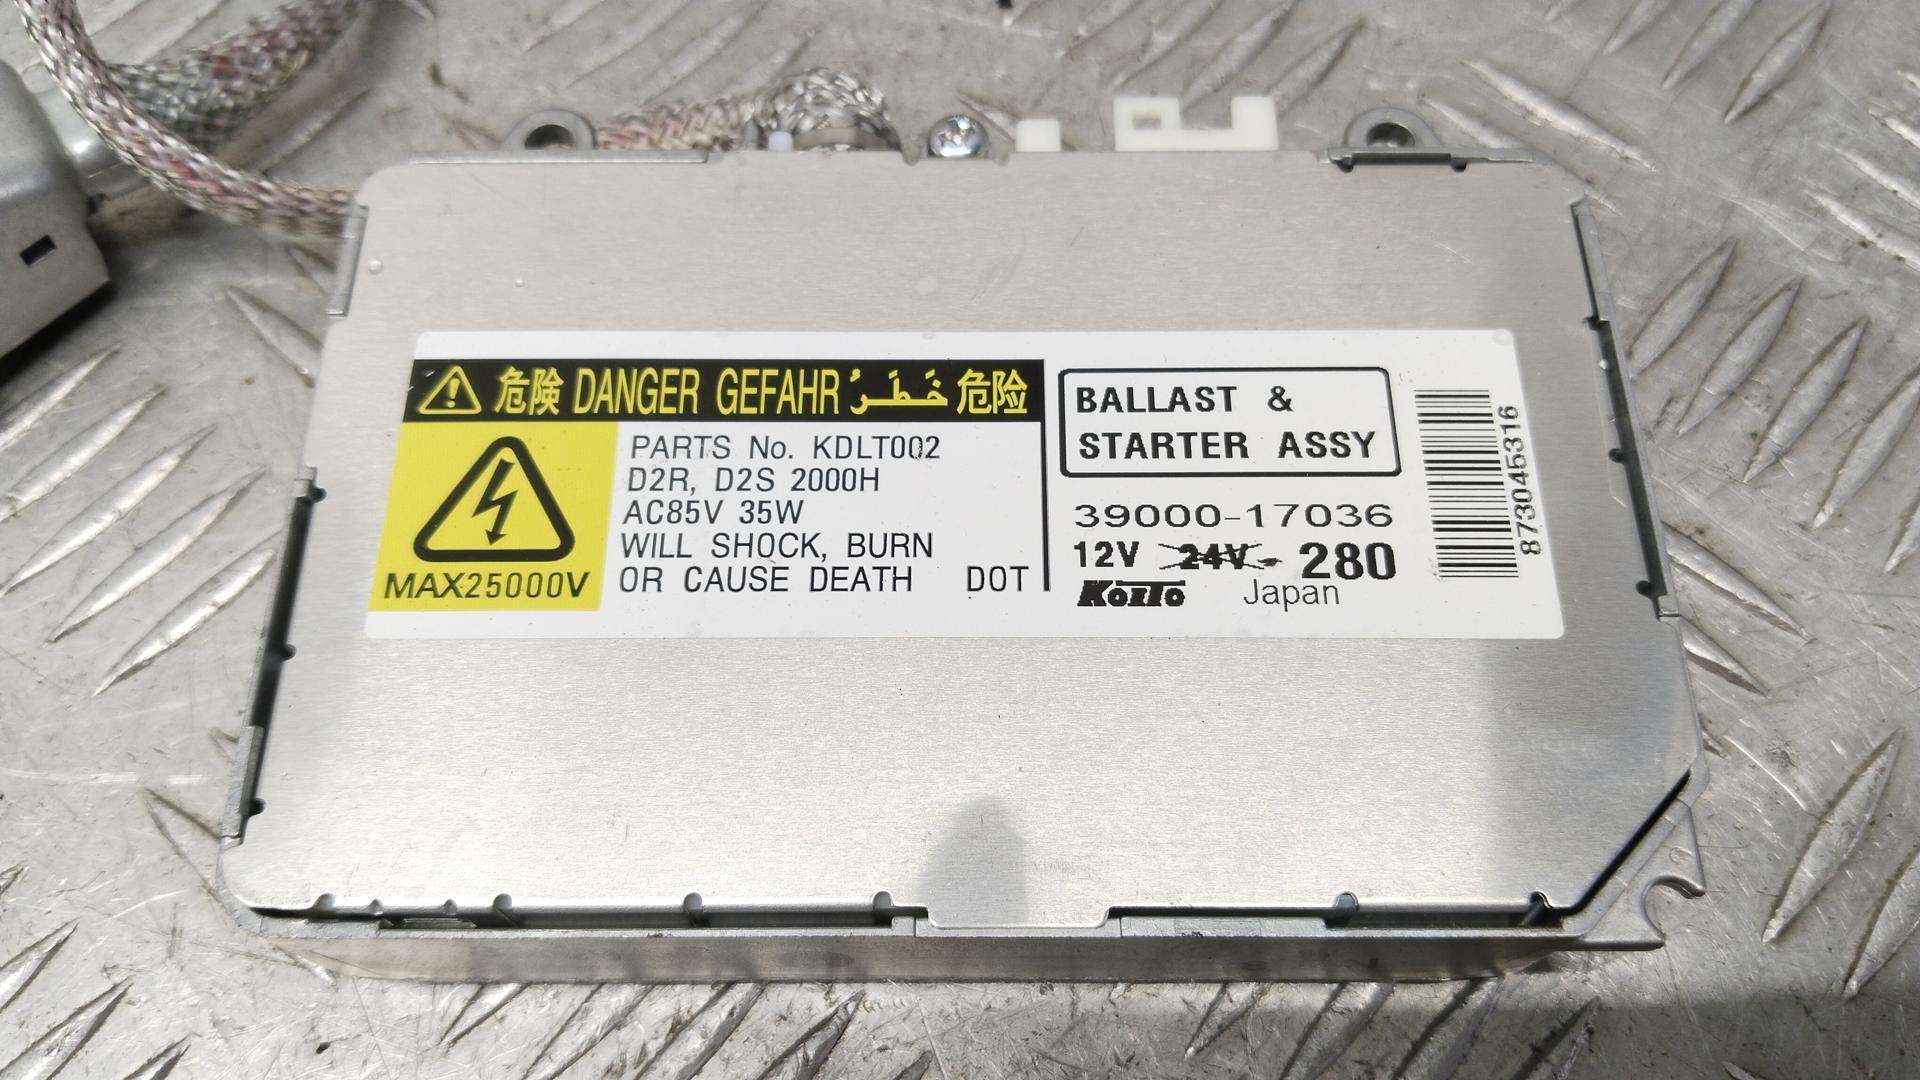 危険 DANGER GEFAHR خَطَرٌ 危险
PARTS No. KDLT002
D2R, D2S 2000H
AC85V 35W
WILL SHOCK, BURN
OR CAUSE DEATH DOT
MAX25000V
BALLAST &
STARTER ASSY
39000-17036
12V 24V 280
KOITO Japan
873045316